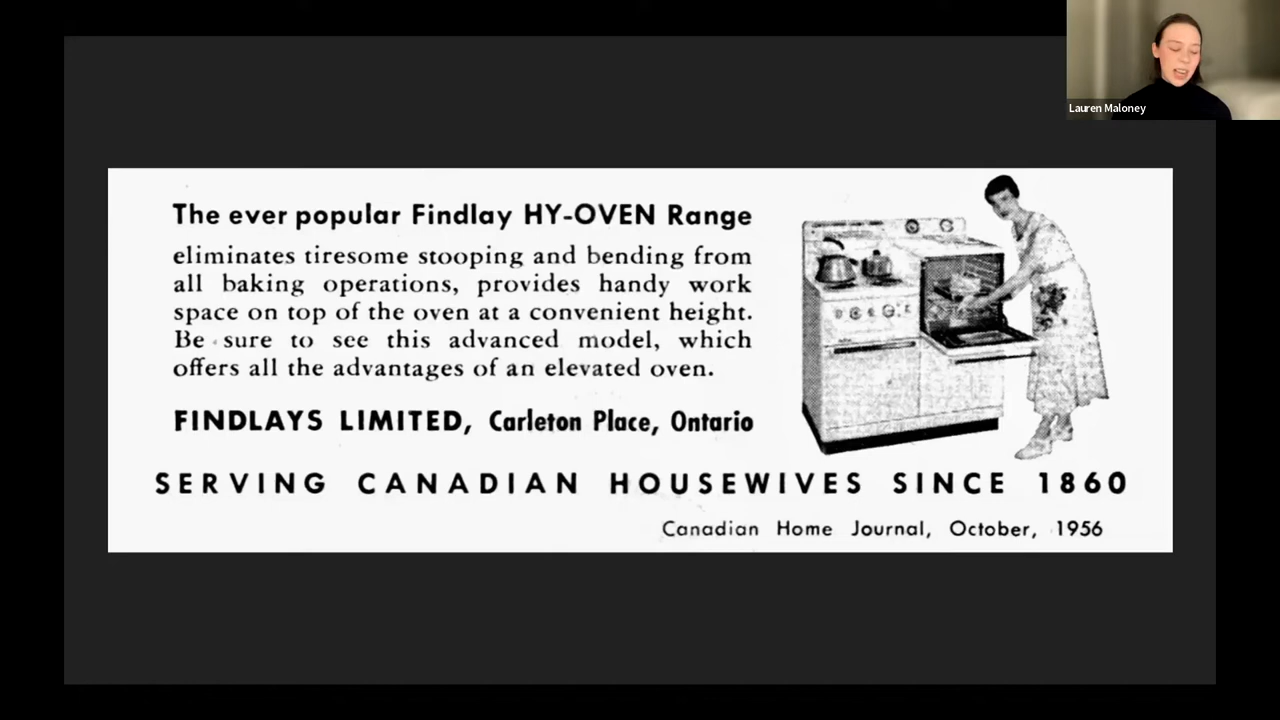 Lauren Maloney
The ever popular Findlay HY-OVEN Range
eliminates tiresome stooping and bending from
all baking operations, provides handy work
space on top of the oven at a convenient height.
Be sure to see this advanced model, which
offers all the advantages of an elevated oven.
FINDLAYS LIMITED, Carleton Place, Ontario
SERVING CANADIAN HOUSEWIVES SINCE 1860
Canadian Home Journal, October, 1956